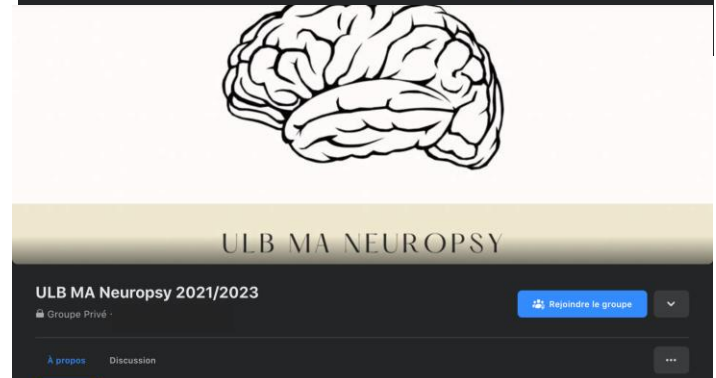 ULB MA NEUROPSY
ULB MA Neuropsy 2021/2023
Groupe Privé ·
Rejoindre le groupe
À propos Discussion